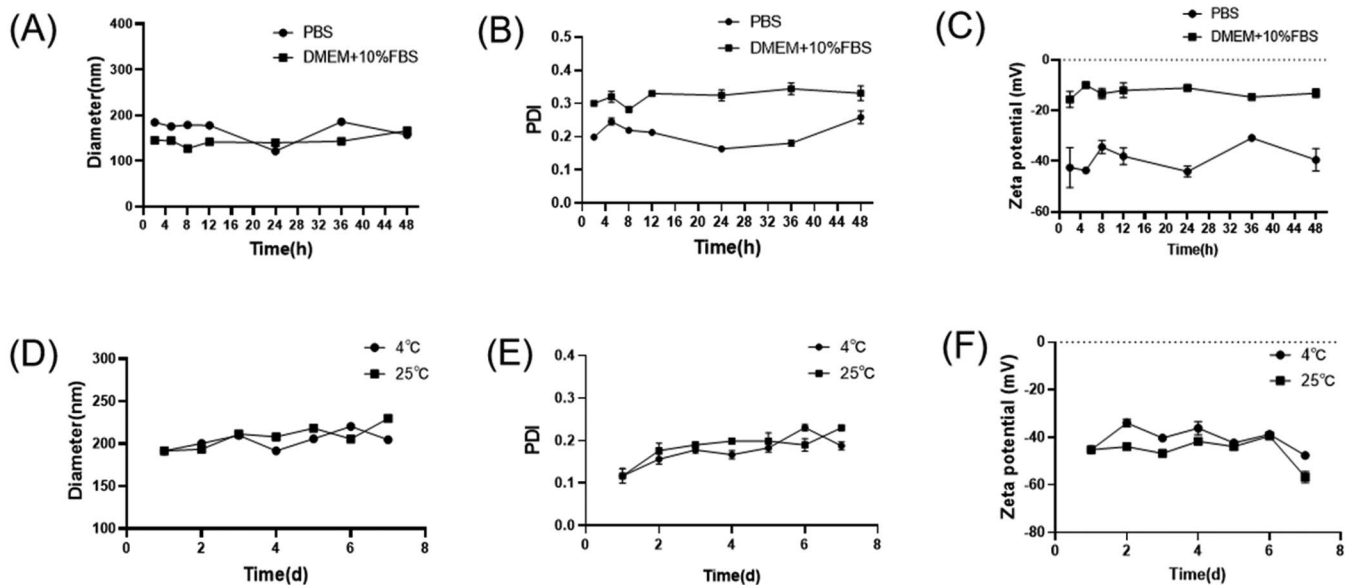 (A)
PBS
DMEM+10%FBS
Diameter(nm)
400
300
200
100
0
0 4 8 12 16 20 24 28 32 36 40 44 48
Time(h)
(B)
PBS
DMEM+10%FBS
PDI
0.5
0.4
0.3
0.2
0.1
0.0
0 4 8 12 16 20 24 28 32 36 40 44 48
Time(h)
(C)
PBS
DMEM+10%FBS
Zeta potential (mV)
0
-20
-40
-60
0 4 8 12 16 20 24 28 32 36 40 44 48
Time(h)
(D)
4℃
25℃
Diameter(nm)
300
250
200
150
100
0 2 4 6 8
Time(d)
(E)
4℃
25℃
PDI
0.4
0.3
0.2
0.1
0.0
0 2 4 6 8
Time(d)
(F)
4℃
25℃
Zeta potential (mV)
0
-20
-40
-60
-80
0 2 4 6 8
Time(d)